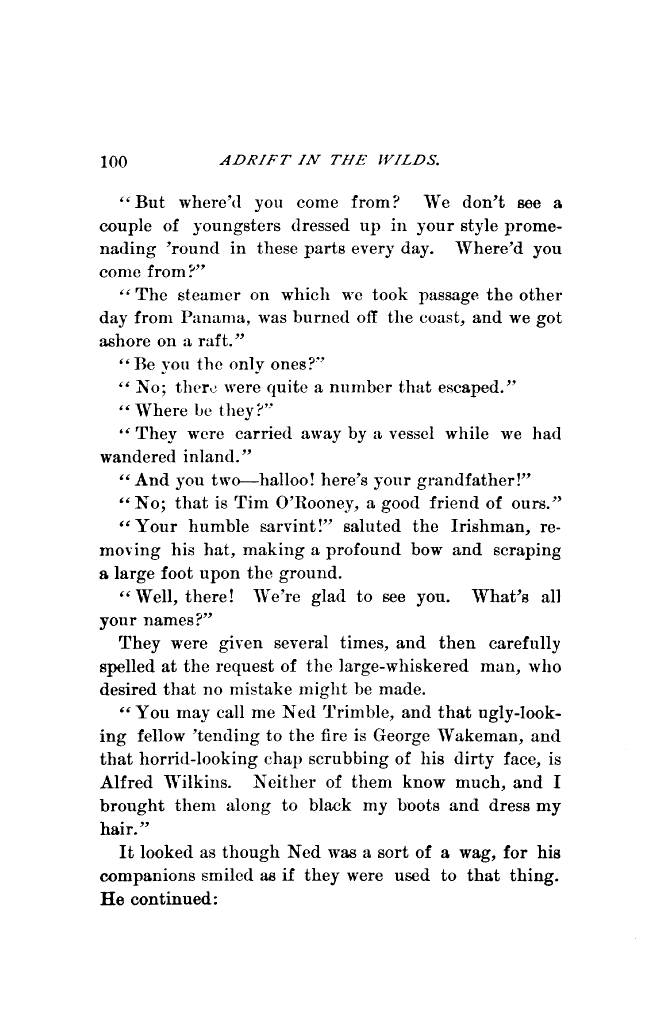 100 ADRIFT IN THE WILDS.
"But where'd you come from? We don't see a
couple of youngsters dressed up in your style prome-
nading 'round in these parts every day. Where'd you
come from?"
"The steamer on which we took passage the other
day from Panama, was burned off the coast, and we got
ashore on a raft."
"Be you the only ones?"
"No; there were quite a number that escaped."
"Where be they?"
"They were carried away by a vessel while we had
wandered inland."
"And you two—halloo! here's your grandfather!"
"No; that is Tim O'Rooney, a good friend of ours."
"Your humble sarvint!" saluted the Irishman, re-
moving his hat, making a profound bow and scraping
a large foot upon the ground.
"Well, there! We're glad to see you. What's all
your names?"
They were given several times, and then carefully
spelled at the request of the large-whiskered man, who
desired that no mistake might be made.
"You may call me Ned Trimble, and that ugly-look-
ing fellow 'tending to the fire is George Wakeman, and
that horrid-looking chap scrubbing of his dirty face, is
Alfred Wilkins. Neither of them know much, and I
brought them along to black my boots and dress my
hair."
It looked as though Ned was a sort of a wag, for his
companions smiled as if they were used to that thing.
He continued: